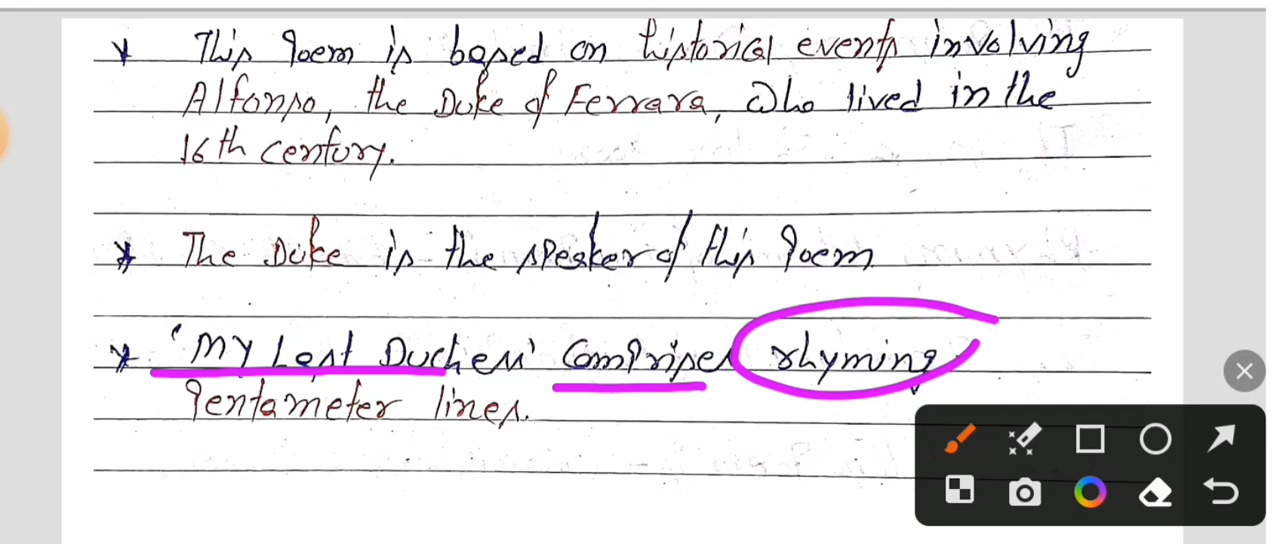 * This poem is based on historical events involving
Alfonso, the Duke of Ferrara, who lived in the
16th century.
* The Duke is the speaker of this poem
* 'My Last Duchess' Comprises rhyming
Pentameter lines.